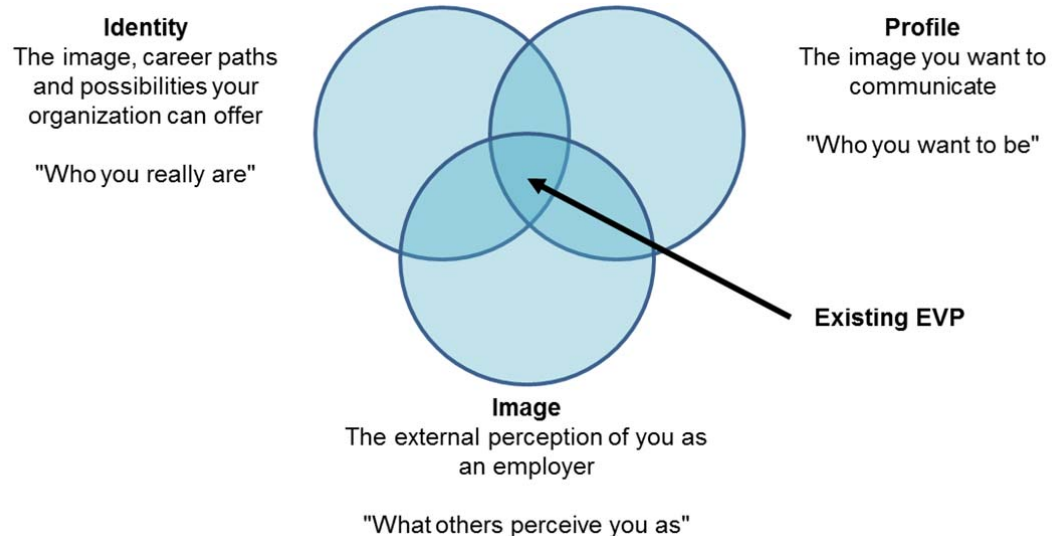 Identity
The image, career paths
and possibilities your
organization can offer
"Who you really are"
Profile
The image you want to
communicate
"Who you want to be"
Existing EVP
Image
The external perception of you as
an employer
"What others perceive you as"